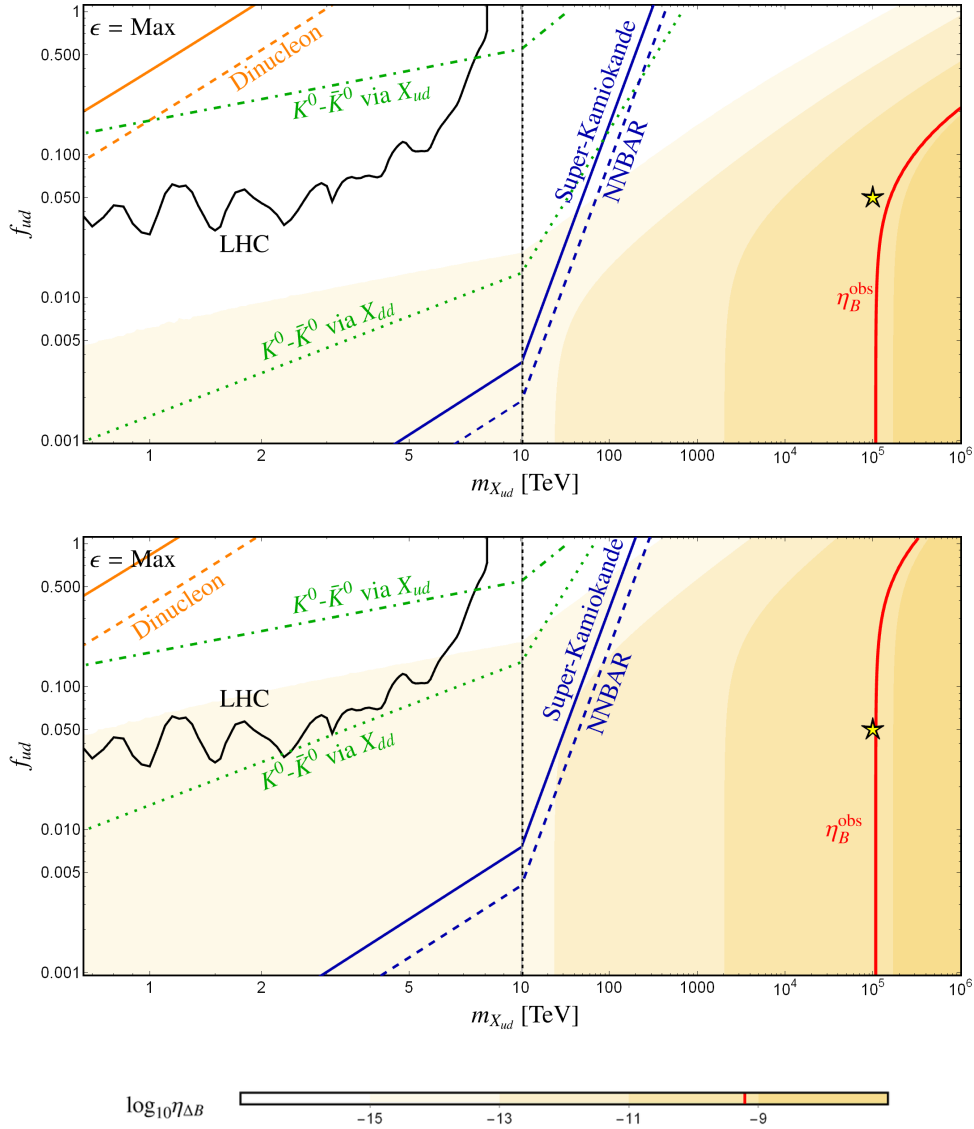 ϵ = Max
1
0.500
0.100
0.050
0.010
0.005
0.001
f_ud
Dinucleon
K⁰-K̄⁰ via X_ud
LHC
K⁰-K̄⁰ via X_dd
Super-Kamiokande
NNBAR
η_B^obs
1 2 5 10 100 1000 10⁴ 10⁵ 10⁶
m_{X_ud} [TeV]
ϵ = Max
1
0.500
0.100
0.050
0.010
0.005
0.001
f_ud
Dinucleon
K⁰-K̄⁰ via X_ud
LHC
K⁰-K̄⁰ via X_dd
Super-Kamiokande
NNBAR
η_B^obs
1 2 5 10 100 1000 10⁴ 10⁵ 10⁶
m_{X_ud} [TeV]
log₁₀η_ΔB
−15 −13 −11 −9